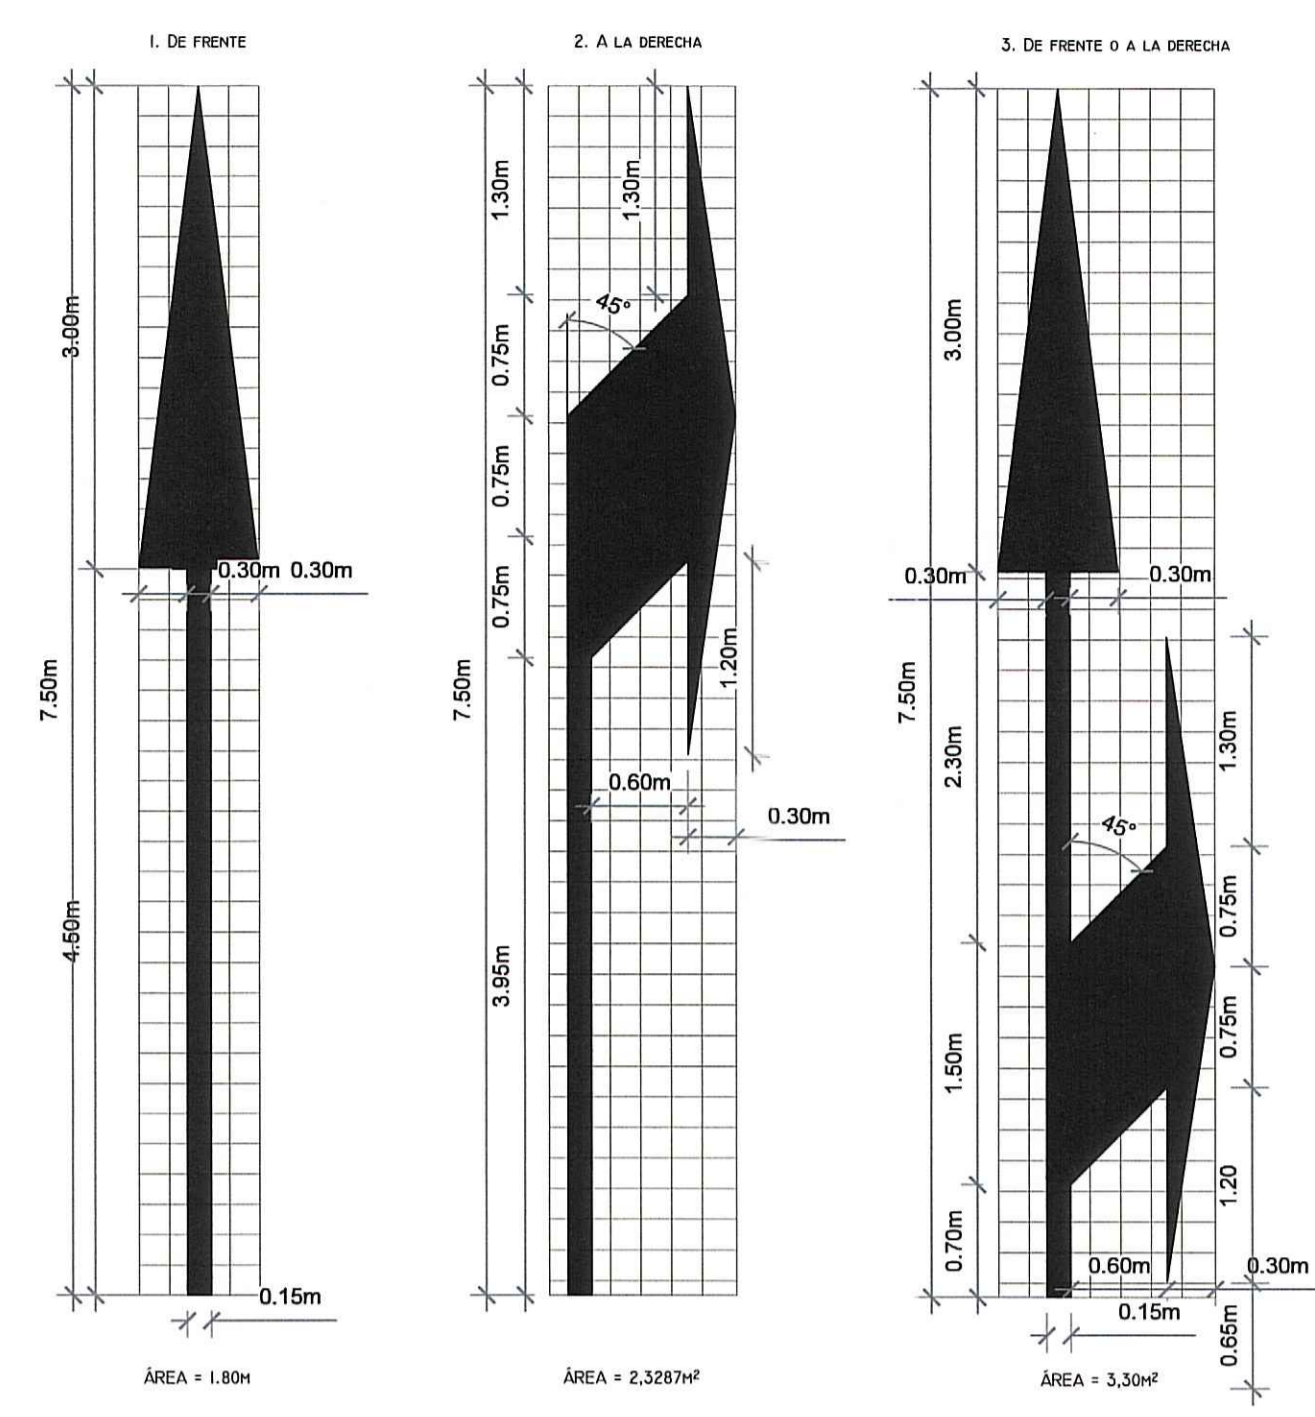 1. DE FRENTE
3.00m
7.50m
4.50m
0.30m 0.30m
0.15m
ÁREA = 1.80M
2. A LA DERECHA
1.30m
1.30m
45°
0.75m
0.75m
0.75m
7.50m
1.20m
0.60m
0.30m
3.95m
ÁREA = 2,3287M²
3. DE FRENTE O A LA DERECHA
3.00m
0.30m
0.30m
7.50m
2.30m
1.30m
45°
0.75m
0.75m
1.50m
1.20
0.70m
0.60m
0.30m
0.15m
0.65m
ÁREA = 3,30M²